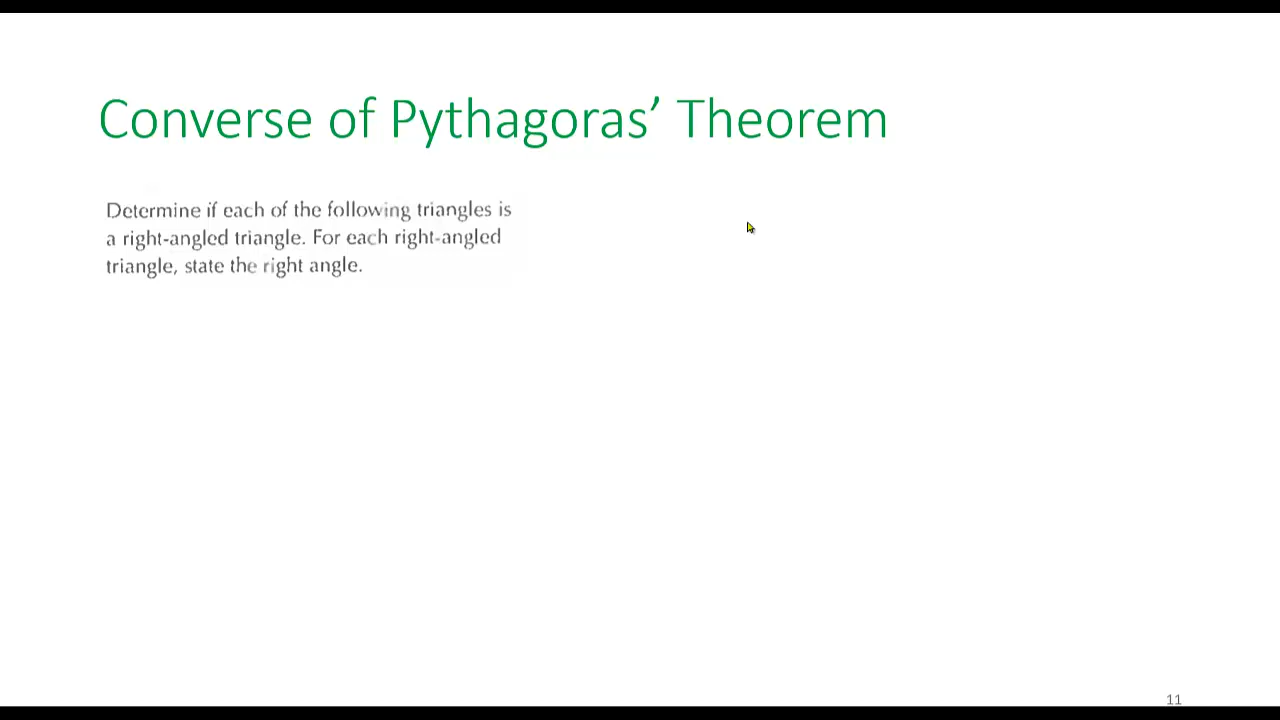 Converse of Pythagoras’ Theorem
Determine if each of the following triangles is
a right-angled triangle. For each right-angled
triangle, state the right angle.
11